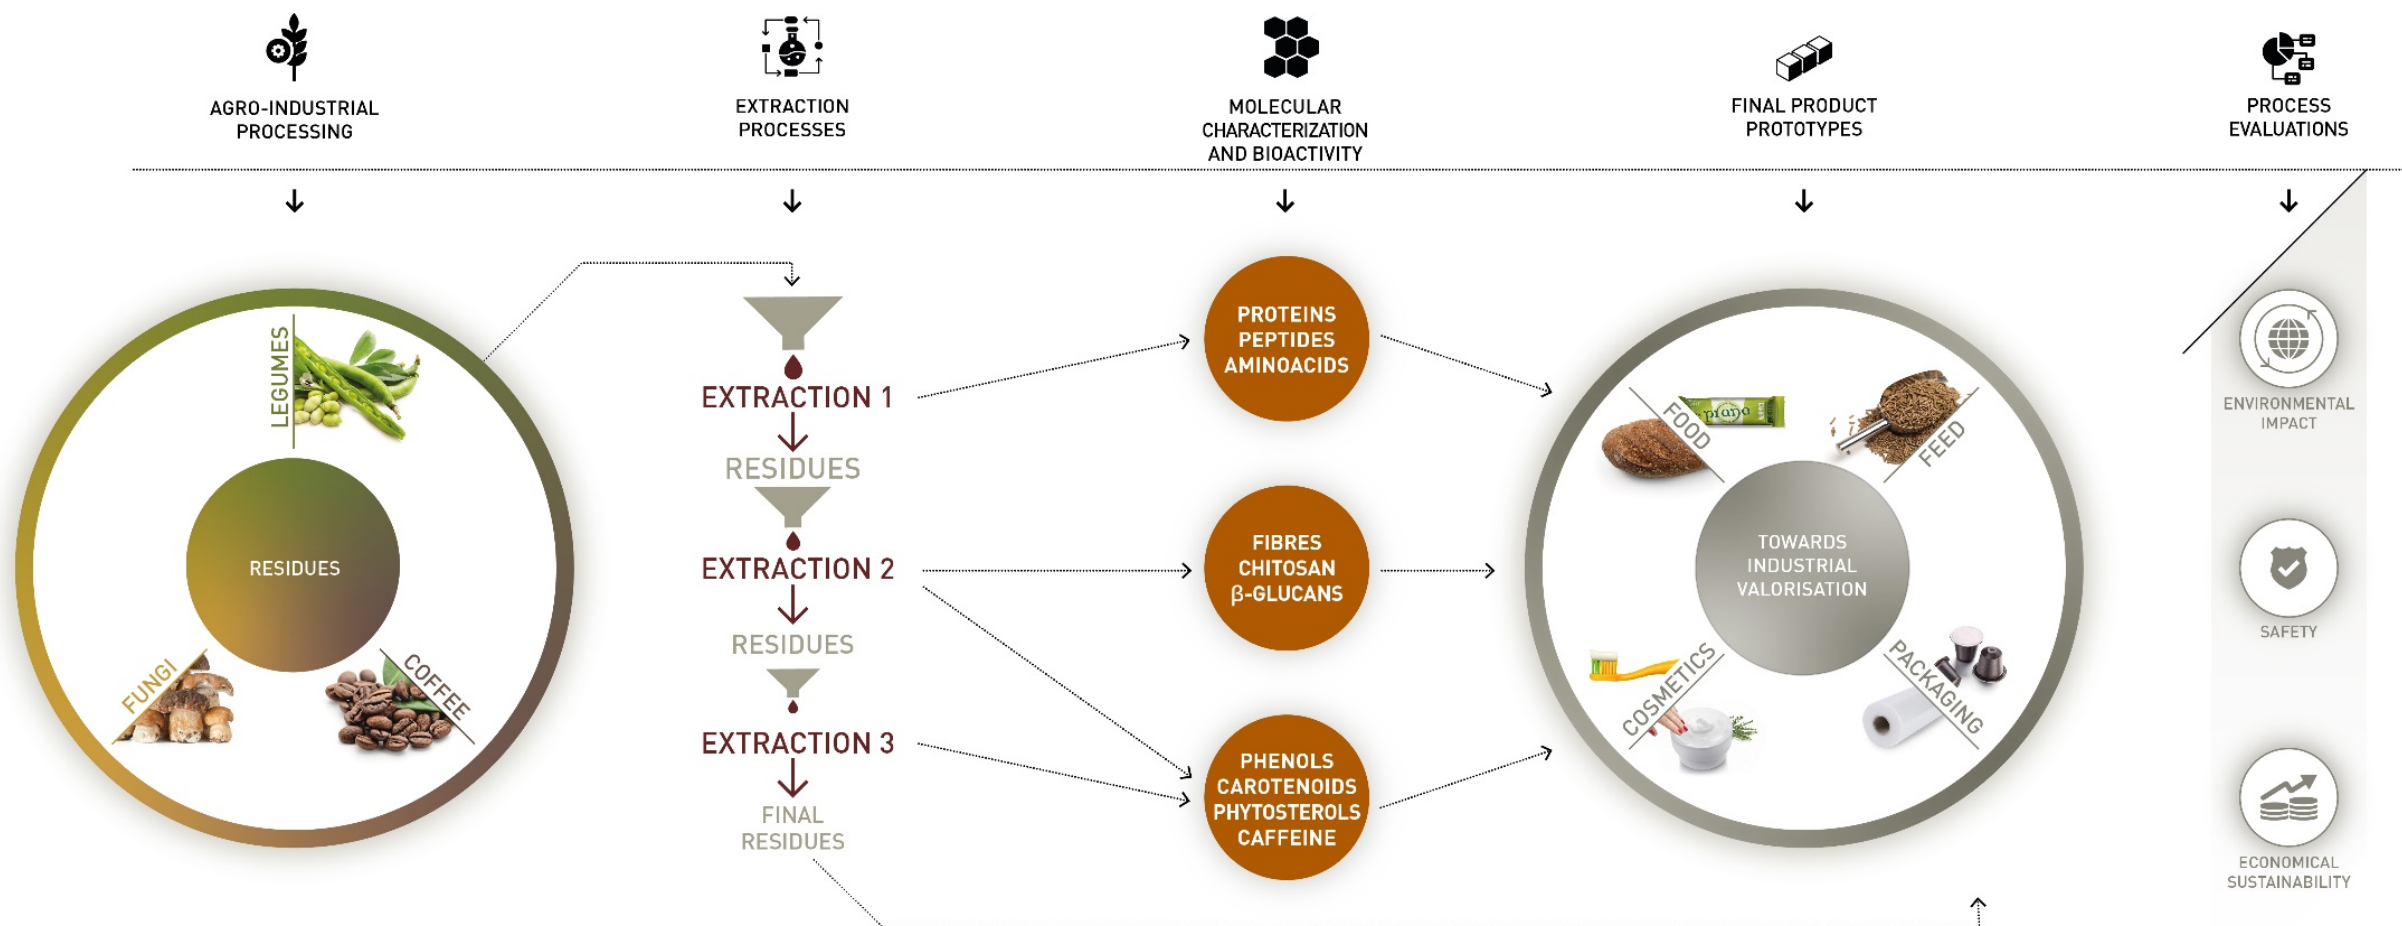 AGRO-INDUSTRIAL
PROCESSING
EXTRACTION
PROCESSES
MOLECULAR
CHARACTERIZATION
AND BIOACTIVITY
FINAL PRODUCT
PROTOTYPES
PROCESS
EVALUATIONS
LEGUMES
RESIDUES
FUNGI
COFFEE
EXTRACTION 1
RESIDUES
EXTRACTION 2
RESIDUES
EXTRACTION 3
FINAL
RESIDUES
PROTEINS
PEPTIDES
AMINOACIDS
FIBRES
CHITOSAN
β-GLUCANS
PHENOLS
CAROTENOIDS
PHYTOSTEROLS
CAFFEINE
FOOD
prana
FEED
TOWARDS
INDUSTRIAL
VALORISATION
COSMETICS
PACKAGING
ENVIRONMENTAL
IMPACT
SAFETY
ECONOMICAL
SUSTAINABILITY